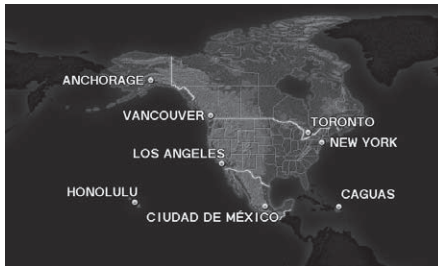 ANCHORAGE
VANCOUVER
TORONTO
NEW YORK
LOS ANGELES
HONOLULU
CAGUAS
CIUDAD DE MÉXICO